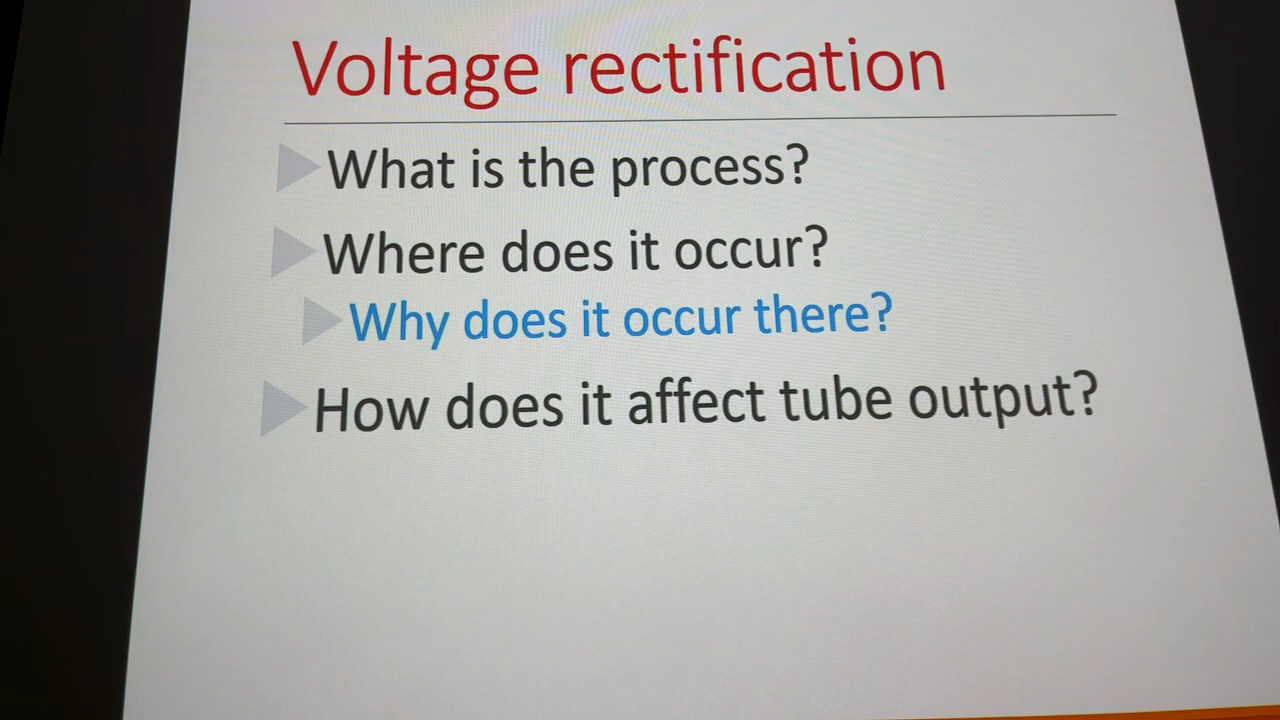 Voltage rectification
What is the process?
Where does it occur?
Why does it occur there?
How does it affect tube output?